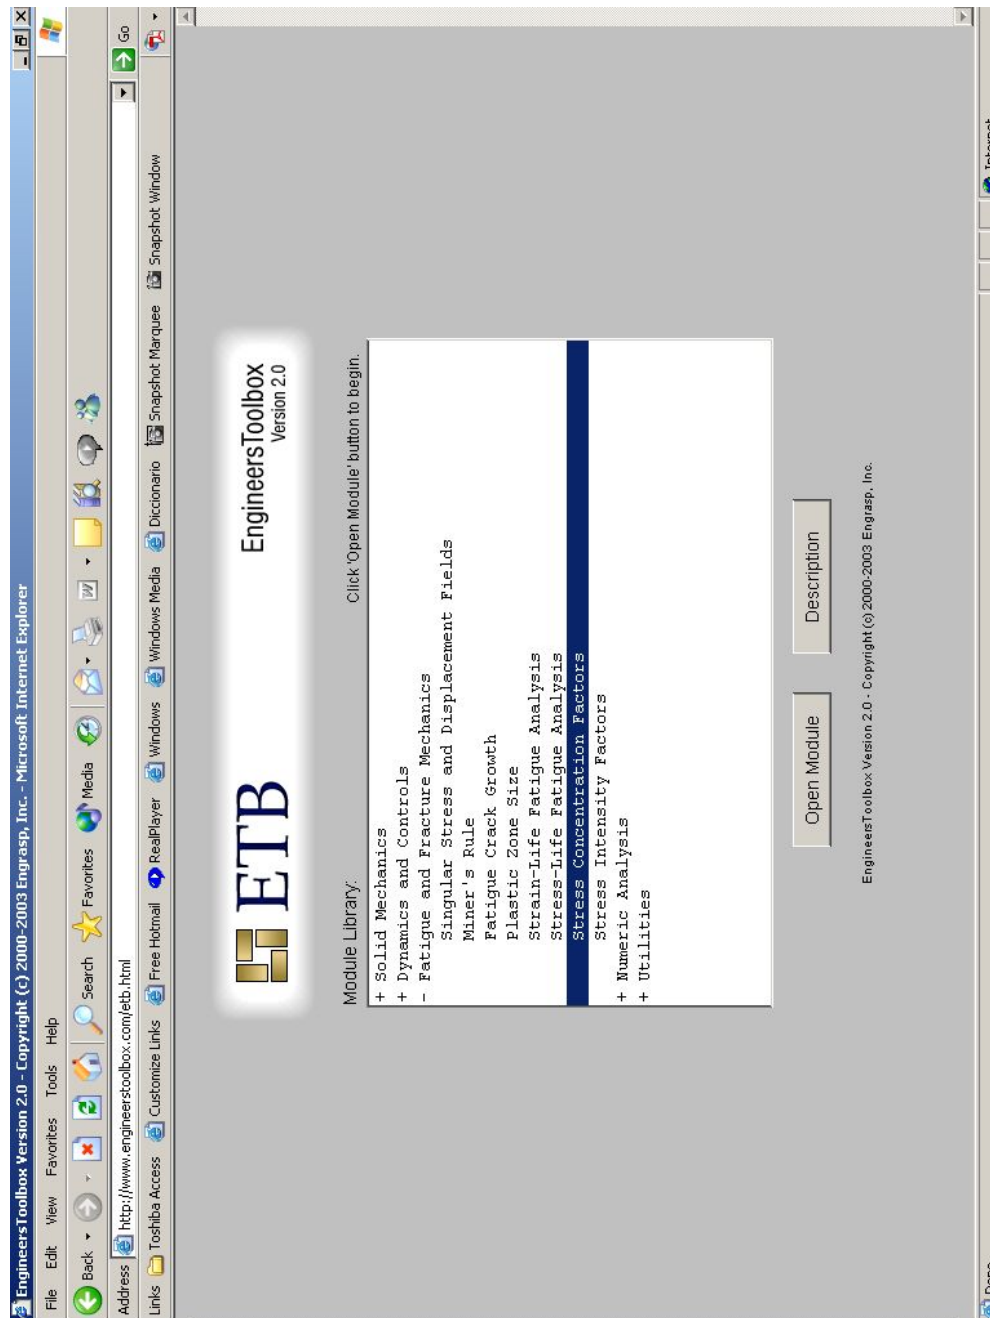 EngineersToolbox Version 2.0 - Copyright (c) 2000-2003 Engrasp, Inc. - Microsoft Internet Explorer
File Edit View Favorites Tools Help
Back Search Favorites Media
Address http://www.engineerstoolbox.com/etb.html Go
Links Toshiba Access Customize Links Free Hotmail RealPlayer Windows Windows Media Diccionario Snapshot Marquee Snapshot Window
ETB EngineersToolbox
Version 2.0
Module Library: Click 'Open Module' button to begin.
+ Solid Mechanics
+ Dynamics and Controls
- Fatigue and Fracture Mechanics
Singular Stress and Displacement Fields
Miner's Rule
Fatigue Crack Growth
Plastic Zone Size
Strain-Life Fatigue Analysis
Stress-Life Fatigue Analysis
Stress Concentration Factors
Stress Intensity Factors
+ Numeric Analysis
+ Utilities
Open Module Description
EngineersToolbox Version 2.0 - Copyright (c) 2000-2003 Engrasp, Inc.
Done Internet